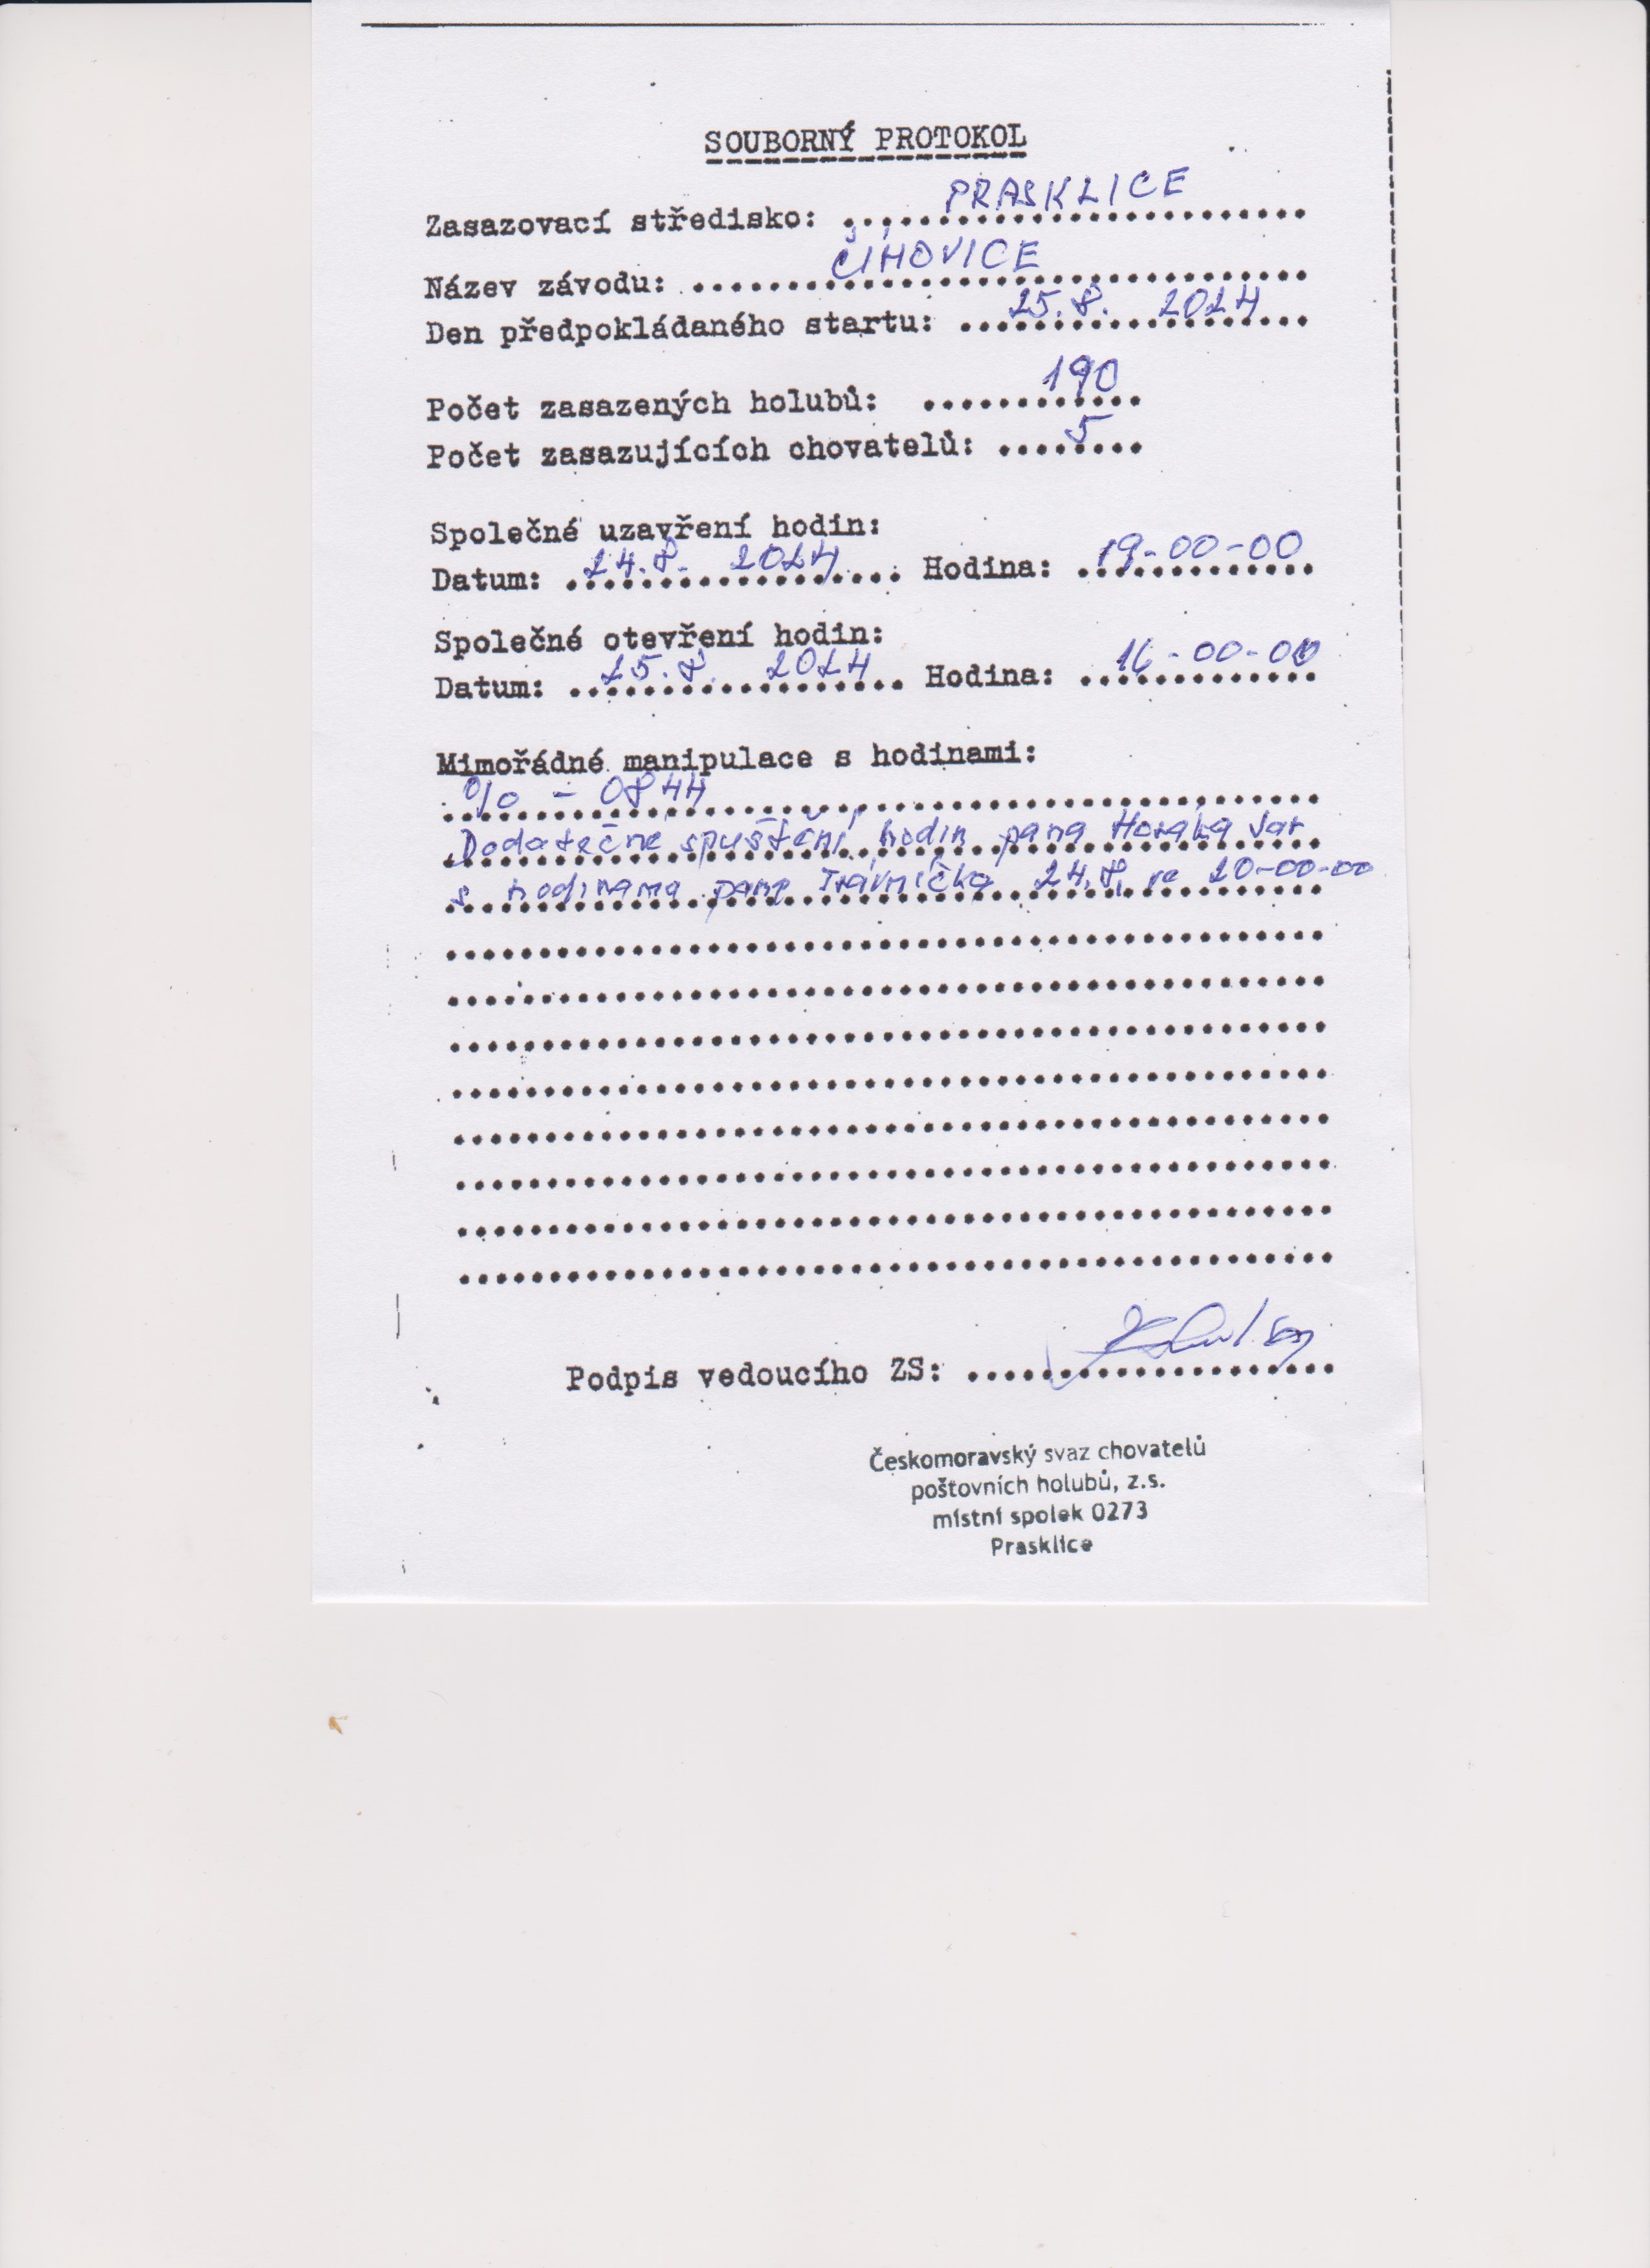 SOUBORNÝ PROTOKOL
Zasazovací středisko: PRASKLICE
Název závodu: ČÍHOVICE
Den předpokládaného startu: 25.8. 2024
Počet zasazených holubů: 190
Počet zasazujících chovatelů: 5
Společné uzavření hodin:
Datum: 24.8. 2024 Hodina: 19-00-00
Společné otevření hodin:
Datum: 25.8. 2024 Hodina: 16-00-00
Mimořádné manipulace s hodinami:
% - 0844
Dodatečné spuštění hodin pana Horáka Jar
s hodinama pana Trávníčka 24.8. ve 20-00-00
Podpis vedoucího ZS:
Českomoravský svaz chovatelů
poštovních holubů, z.s.
místní spolek 0273
Prasklice